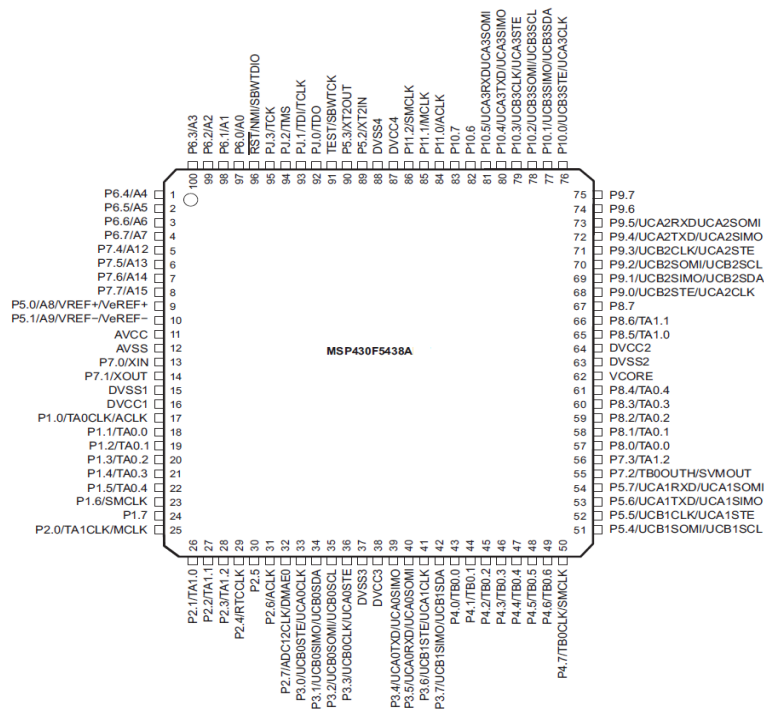 P6.3/A3
P6.2/A2
P6.1/A1
P6.0/A0
RST/NMI/SBWTDIO
PJ.3/TCK
PJ.2/TMS
PJ.1/TDI/TCLK
PJ.0/TDO
TEST/SBWTCK
P5.3/XT2OUT
P5.2/XT2IN
DVSS4
DVCC4
P11.2/SMCLK
P11.1/MCLK
P11.0/ACLK
P10.7
P10.6
P10.5/UCA3RXDUCA3SOMI
P10.4/UCA3TXD/UCA3SIMO
P10.3/UCB3CLK/UCA3STE
P10.2/UCB3SOMI/UCB3SCL
P10.1/UCB3SIMO/UCB3SDA
P10.0/UCB3STE/UCA3CLK
100 99 98 97 96 95 94 93 92 91 90 89 88 87 86 85 84 83 82 81 80 79 78 77 76
P6.4/A4 1
P6.5/A5 2
P6.6/A6 3
P6.7/A7 4
P7.4/A12 5
P7.5/A13 6
P7.6/A14 7
P7.7/A15 8
P5.0/A8/VREF+/VeREF+ 9
P5.1/A9/VREF−/VeREF− 10
AVCC 11
AVSS 12
P7.0/XIN 13
P7.1/XOUT 14
DVSS1 15
DVCC1 16
P1.0/TA0CLK/ACLK 17
P1.1/TA0.0 18
P1.2/TA0.1 19
P1.3/TA0.2 20
P1.4/TA0.3 21
P1.5/TA0.4 22
P1.6/SMCLK 23
P1.7 24
P2.0/TA1CLK/MCLK 25
MSP430F5438A
75 P9.7
74 P9.6
73 P9.5/UCA2RXDUCA2SOMI
72 P9.4/UCA2TXD/UCA2SIMO
71 P9.3/UCB2CLK/UCA2STE
70 P9.2/UCB2SOMI/UCB2SCL
69 P9.1/UCB2SIMO/UCB2SDA
68 P9.0/UCB2STE/UCA2CLK
67 P8.7
66 P8.6/TA1.1
65 P8.5/TA1.0
64 DVCC2
63 DVSS2
62 VCORE
61 P8.4/TA0.4
60 P8.3/TA0.3
59 P8.2/TA0.2
58 P8.1/TA0.1
57 P8.0/TA0.0
56 P7.3/TA1.2
55 P7.2/TB0OUTH/SVMOUT
54 P5.7/UCA1RXD/UCA1SOMI
53 P5.6/UCA1TXD/UCA1SIMO
52 P5.5/UCB1CLK/UCA1STE
51 P5.4/UCB1SOMI/UCB1SCL
26 27 28 29 30 31 32 33 34 35 36 37 38 39 40 41 42 43 44 45 46 47 48 49 50
P2.1/TA1.0
P2.2/TA1.1
P2.3/TA1.2
P2.4/RTCCLK
P2.5
P2.6/ACLK
P2.7/ADC12CLK/DMAE0
P3.0/UCB0STE/UCA0CLK
P3.1/UCB0SIMO/UCB0SDA
P3.2/UCB0SOMI/UCB0SCL
P3.3/UCB0CLK/UCA0STE
DVSS3
DVCC3
P3.4/UCA0TXD/UCA0SIMO
P3.5/UCA0RXD/UCA0SOMI
P3.6/UCB1STE/UCA1CLK
P3.7/UCB1SIMO/UCB1SDA
P4.0/TB0.0
P4.1/TB0.1
P4.2/TB0.2
P4.3/TB0.3
P4.4/TB0.4
P4.5/TB0.5
P4.6/TB0.6
P4.7/TB0CLK/SMCLK